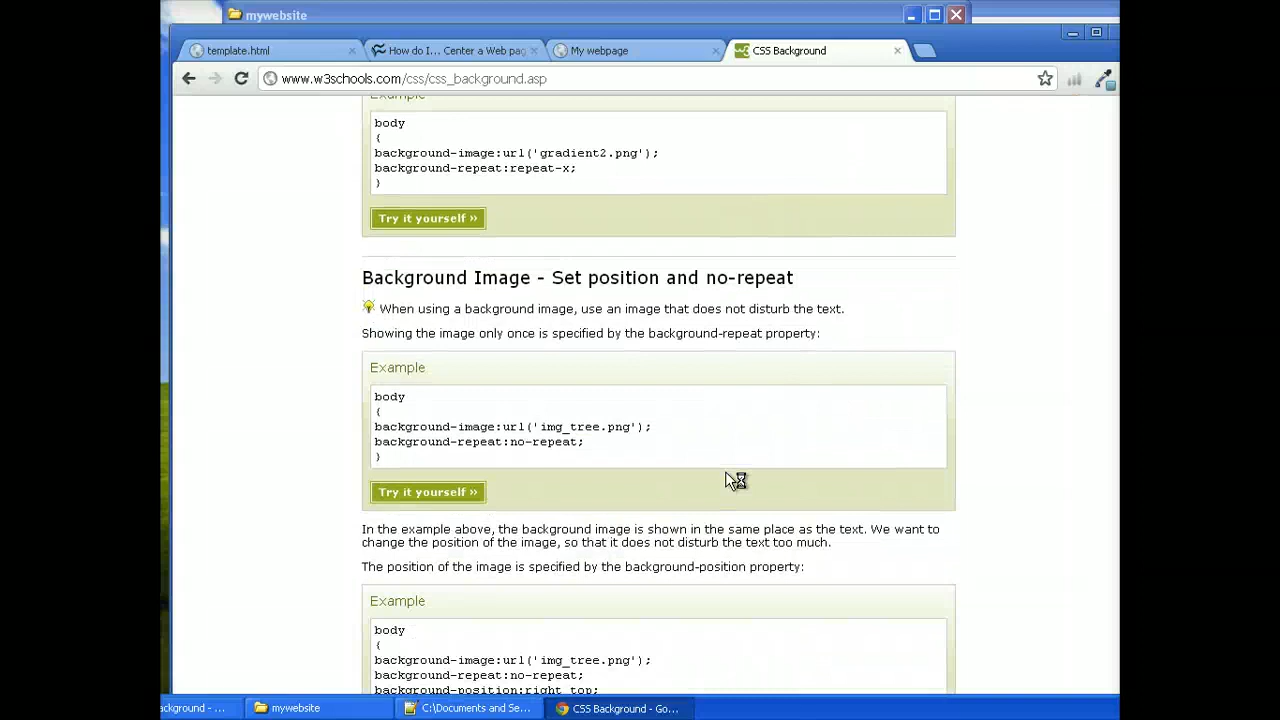 mywebsite
template.html
How do I... Center a Web pag
My webpage
CSS Background
www.w3schools.com/css/css_background.asp
Example
body
{
background-image:url('gradient2.png');
background-repeat:repeat-x;
}
Try it yourself »
Background Image - Set position and no-repeat
When using a background image, use an image that does not disturb the text.
Showing the image only once is specified by the background-repeat property:
Example
body
{
background-image:url('img_tree.png');
background-repeat:no-repeat;
}
Try it yourself »
In the example above, the background image is shown in the same place as the text. We want to
change the position of the image, so that it does not disturb the text too much.
The position of the image is specified by the background-position property:
Example
body
{
background-image:url('img_tree.png');
background-repeat:no-repeat;
background-position:right top;
ackground - ...
mywebsite
C:\Documents and Se...
CSS Background - Go...